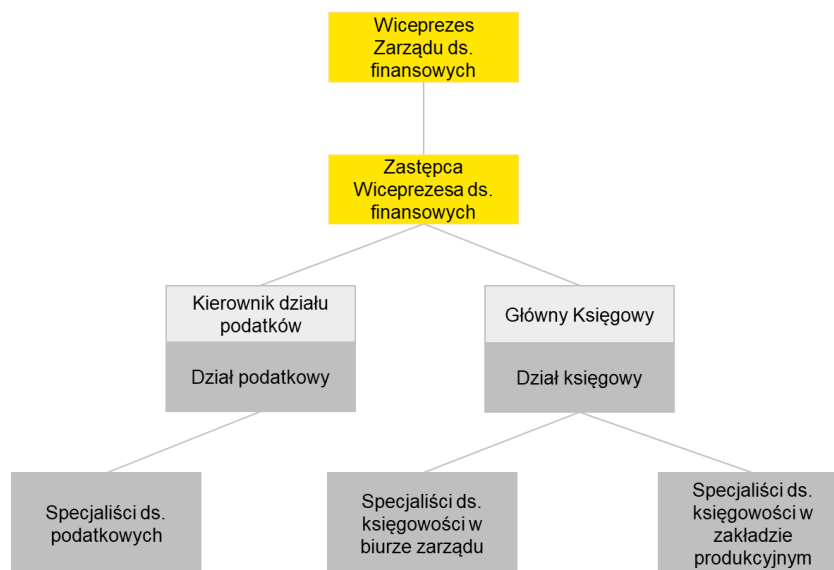 Wiceprezes
Zarządu ds.
finansowych
Zastępca
Wiceprezesa ds.
finansowych
Kierownik działu
podatków
Dział podatkowy
Główny Księgowy
Dział księgowy
Specjaliści ds.
podatkowych
Specjaliści ds.
księgowości w
biurze zarządu
Specjaliści ds.
księgowości w
zakładzie
produkcyjnym